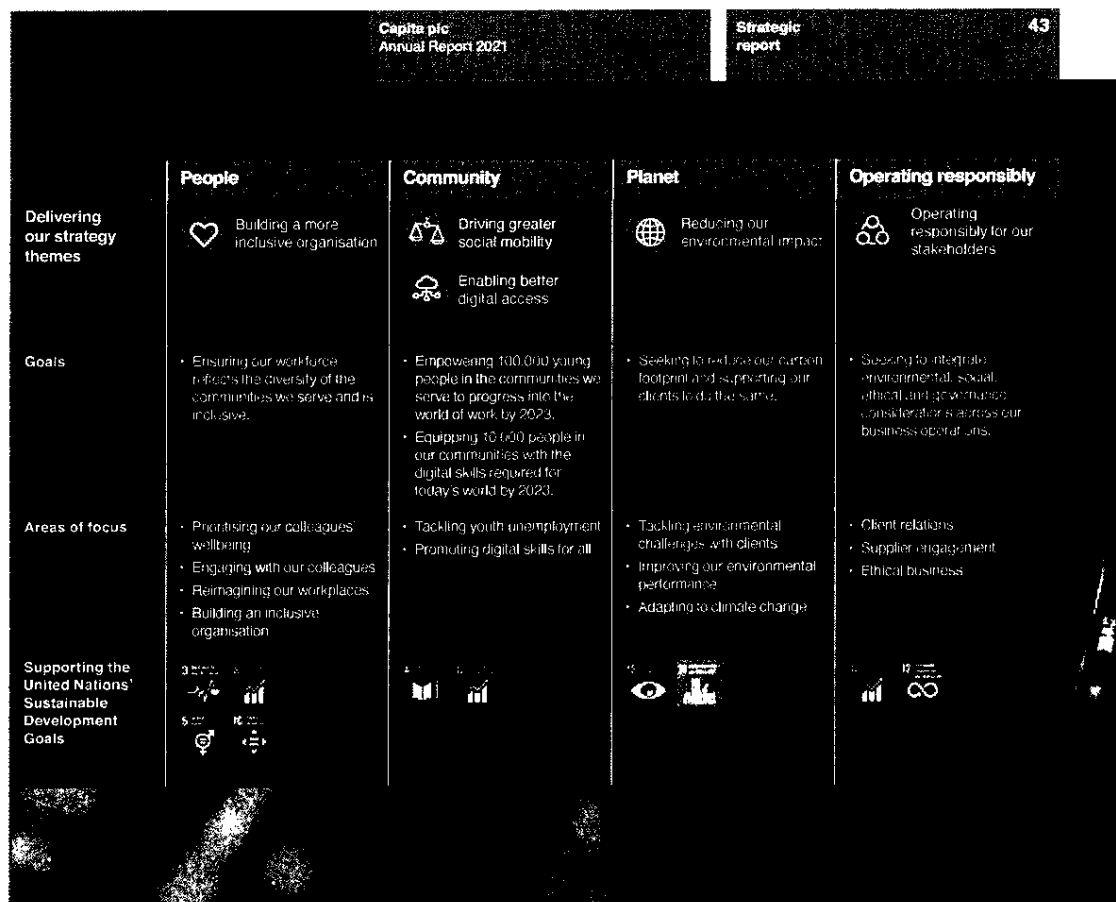 Capita plc
Annual Report 2021
Strategic
report
43
People
Community
Planet
Operating responsibly
Delivering
our strategy
themes
Building a more
inclusive organisation
Driving greater
social mobility
Enabling better
digital access
Reducing our
environmental impact
Operating
responsibly for our
stakeholders
Goals
• Ensuring our workforce
reflects the diversity of the
communities we serve and is
inclusive.
• Empowering 100,000 young
people in the communities we
serve to progress into the
world of work by 2023.
• Equipping 10,000 people in
our communities with the
digital skills required for
today's world by 2023.
• Seeking to reduce our carbon
footprint and supporting our
clients to do the same.
• Seeking to integrate
environmental, social,
ethical and governance
considerations across our
business operations.
Areas of focus
• Prioritising our colleagues'
wellbeing
• Engaging with our colleagues
• Reimagining our workplaces
• Building an inclusive
organisation
• Tackling youth unemployment
• Promoting digital skills for all
• Tackling environmental
challenges with clients
• Improving our environmental
performance
• Adapting to climate change
• Client relations
• Supplier engagement
• Ethical business
Supporting the
United Nations'
Sustainable
Development
Goals
3
5
10
4
12